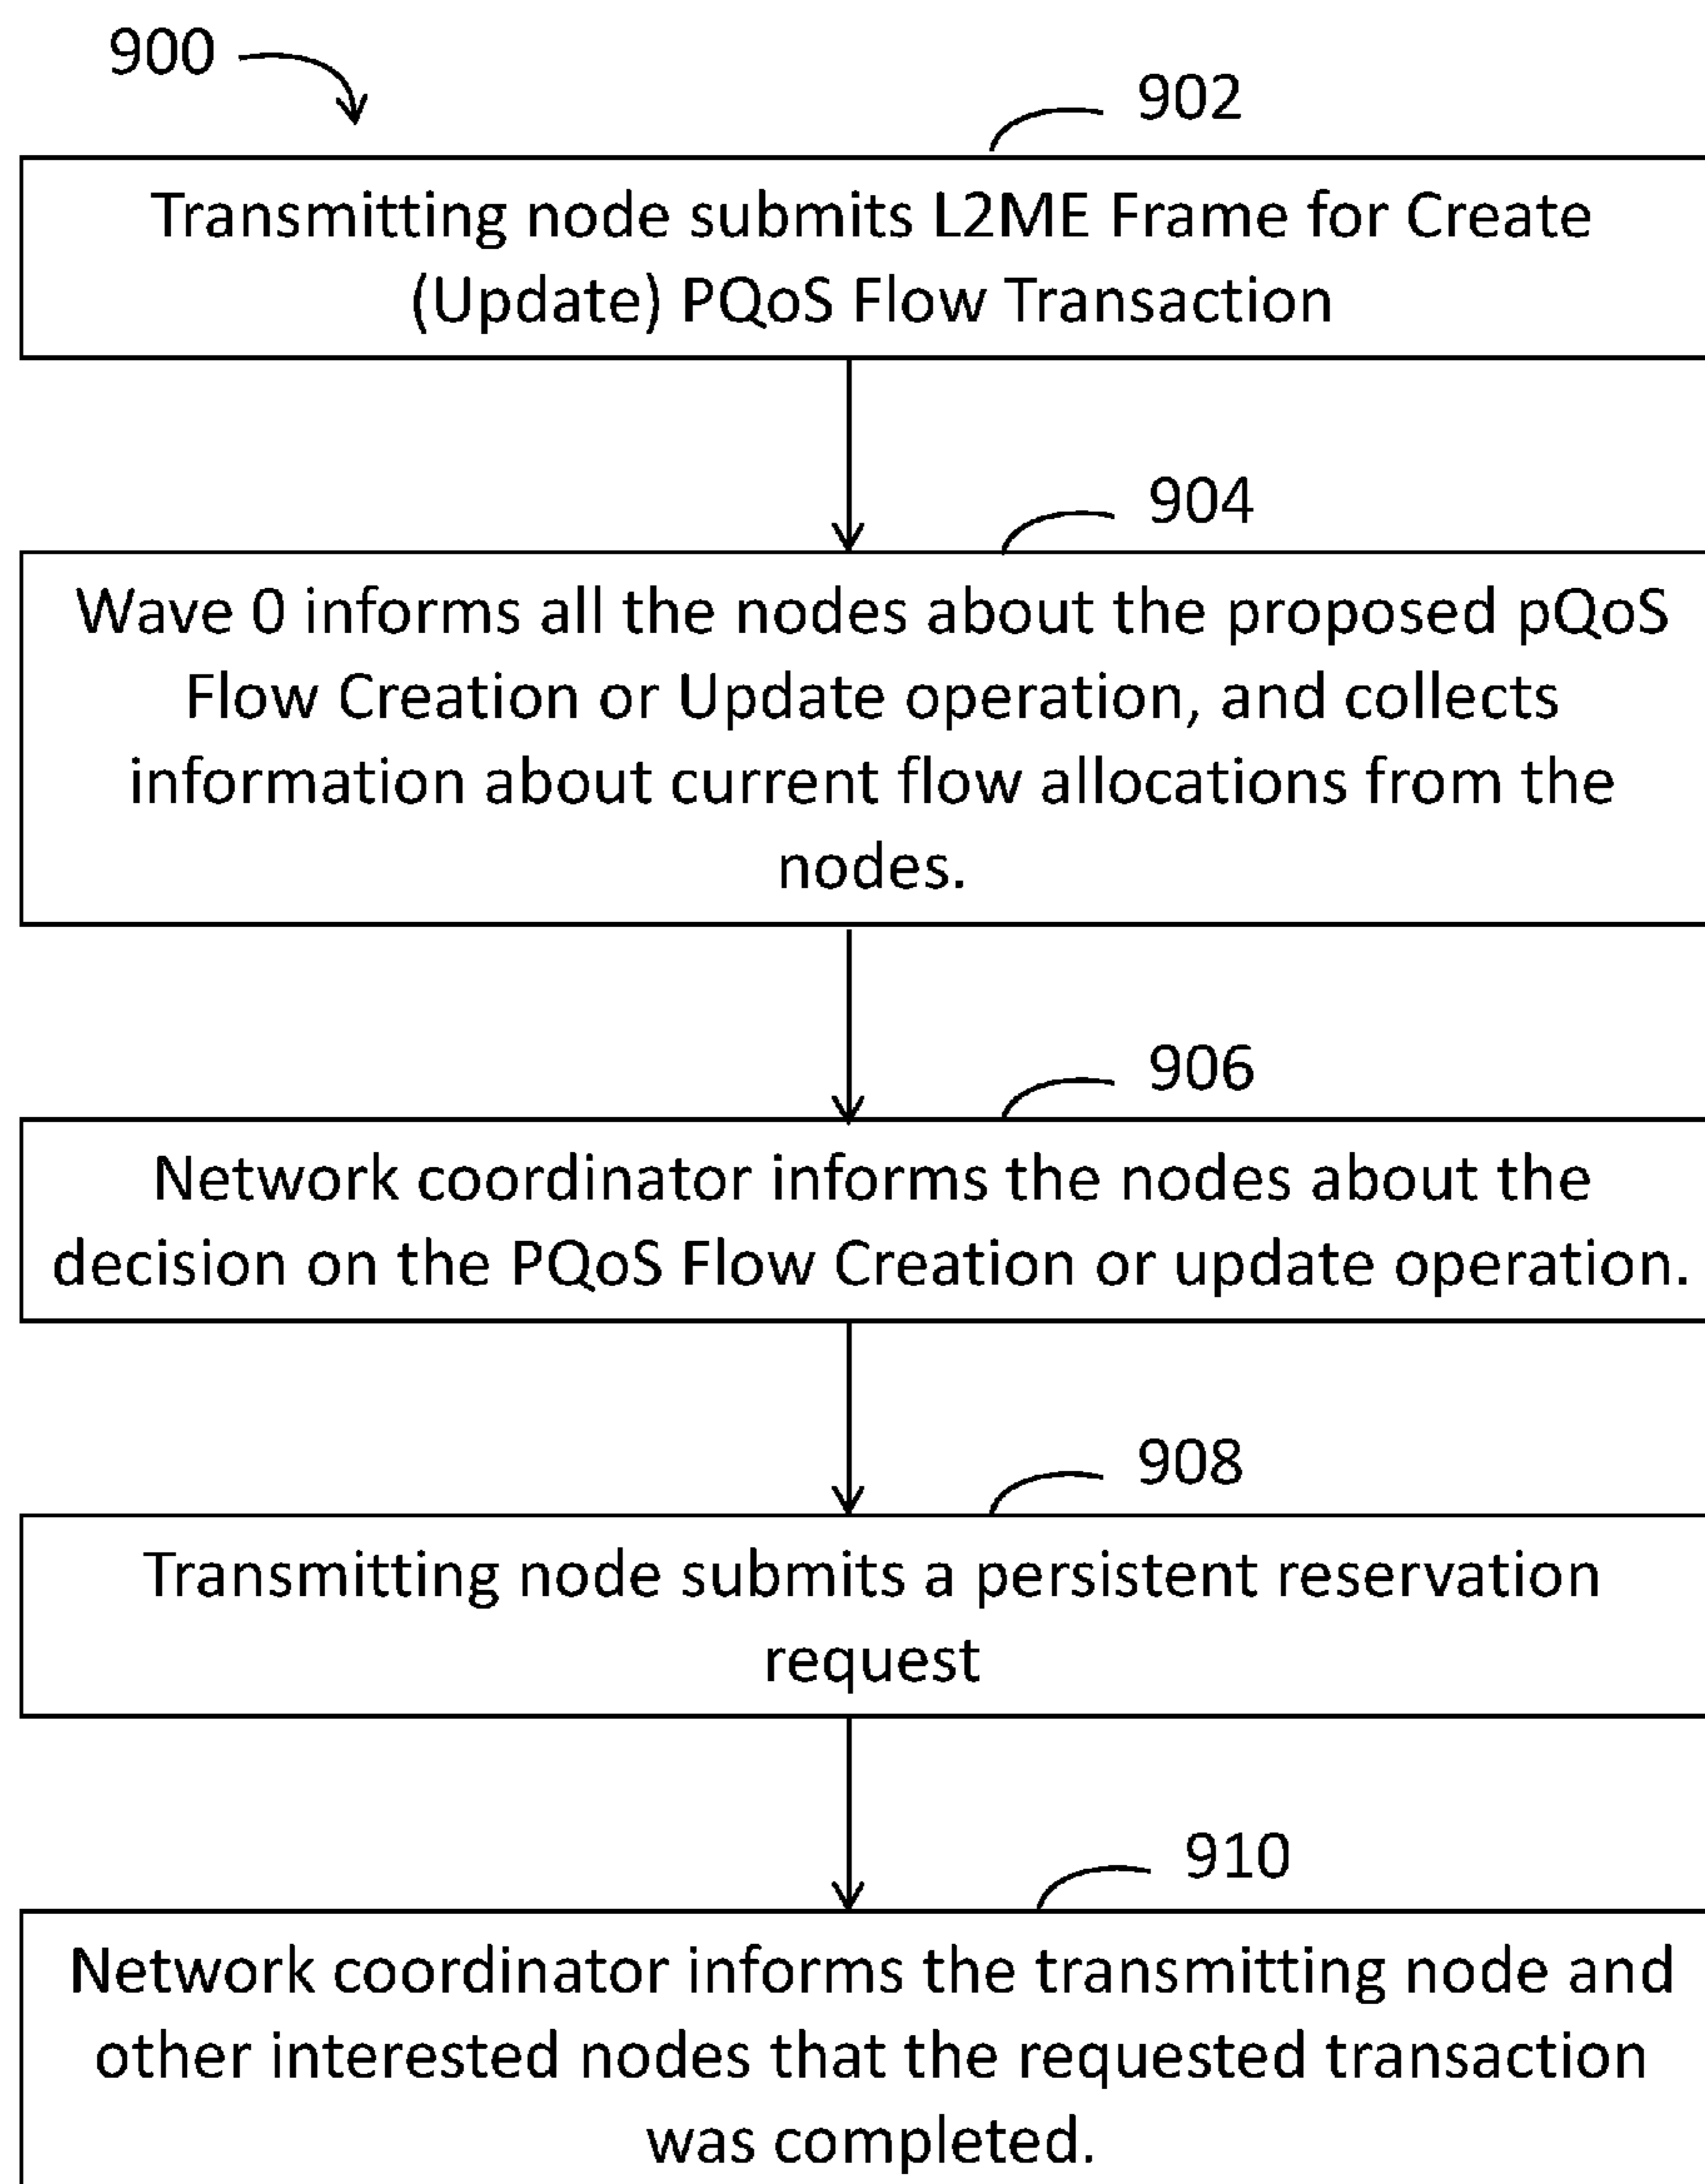 900
902
Transmitting node submits L2ME Frame for Create
(Update) PQoS Flow Transaction
904
Wave 0 informs all the nodes about the proposed pQoS
Flow Creation or Update operation, and collects
information about current flow allocations from the
nodes.
906
Network coordinator informs the nodes about the
decision on the PQoS Flow Creation or update operation.
908
Transmitting node submits a persistent reservation
request
910
Network coordinator informs the transmitting node and
other interested nodes that the requested transaction
was completed.